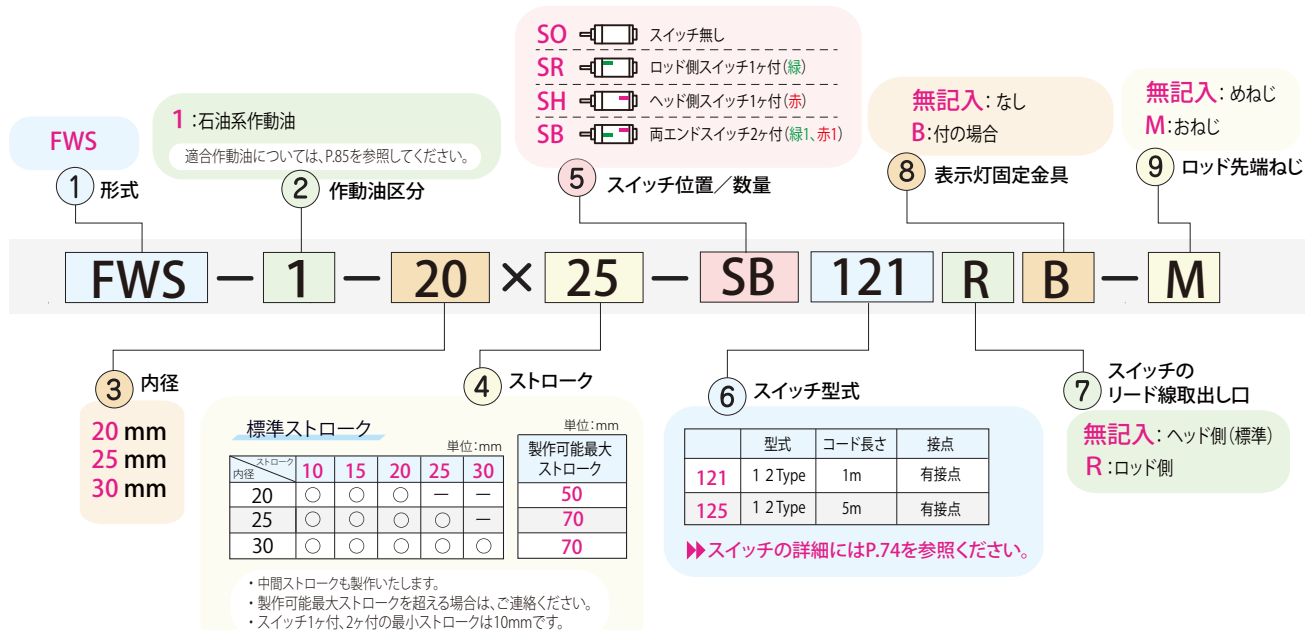 SO スイッチ無し
SR ロッド側スイッチ1ヶ付(緑)
SH ヘッド側スイッチ1ヶ付(赤)
SB 両エンドスイッチ2ヶ付(緑1、赤1)
FWS
1:石油系作動油
適合作動油については、P.85を参照してください。
無記入:なし
B:付の場合
無記入:めねじ
M:おねじ
① 形式
② 作動油区分
⑤ スイッチ位置／数量
⑧ 表示灯固定金具
⑨ ロッド先端ねじ
FWS － 1 － 20 × 25 － SB 121 R B － M
③ 内径
20 mm
25 mm
30 mm
④ ストローク
標準ストローク
単位:mm
ストローク
内径 10 15 20 25 30
20 ○ ○ ○ － －
25 ○ ○ ○ ○ －
30 ○ ○ ○ ○ ○
単位:mm
製作可能最大
ストローク
50
70
70
・中間ストロークも製作いたします。
・製作可能最大ストロークを超える場合は、ご連絡ください。
・スイッチ1ヶ付、2ヶ付の最小ストロークは10mmです。
⑥ スイッチ型式
型式 コード長さ 接点
121 1 2 Type 1m 有接点
125 1 2 Type 5m 有接点
▶▶スイッチの詳細にはP.74を参照ください。
⑦ スイッチの
リード線取出し口
無記入:ヘッド側(標準)
R:ロッド側